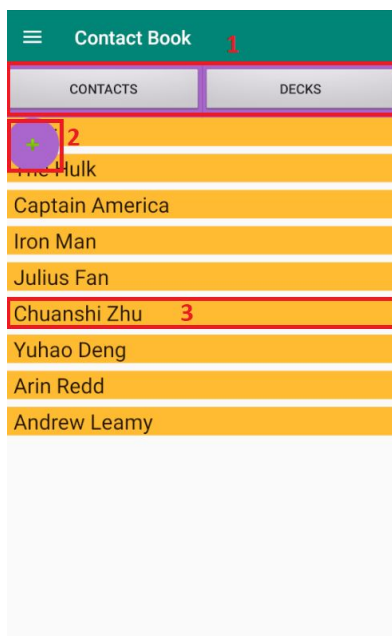 Contact Book
1
CONTACTS DECKS
2
The Hulk
Captain America
Iron Man
Julius Fan
Chuanshi Zhu 3
Yuhao Deng
Arin Redd
Andrew Leamy